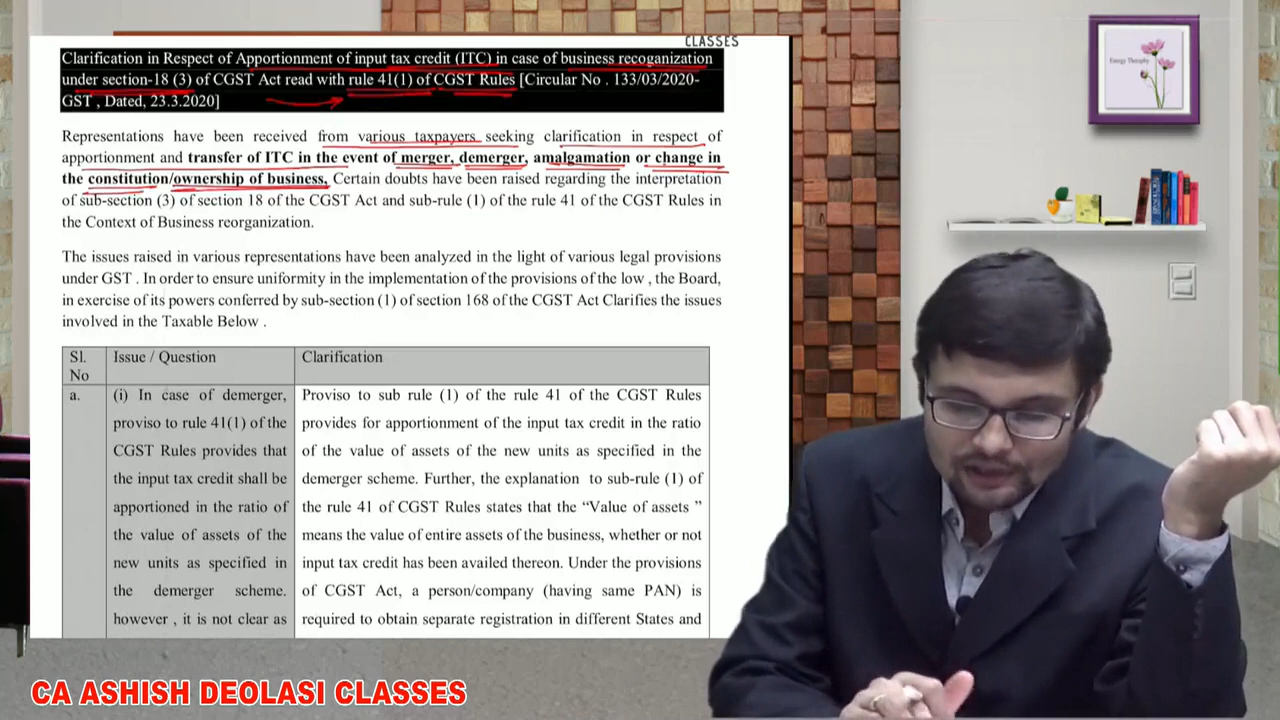 CLASSES
Clarification in Respect of Apportionment of input tax credit (ITC) in case of business recoganization
under section-18 (3) of CGST Act read with rule 41(1) of CGST Rules [Circular No . 133/03/2020-
GST , Dated, 23.3.2020]
Representations have been received from various taxpayers seeking clarification in respect of
apportionment and transfer of ITC in the event of merger, demerger, amalgamation or change in
the constitution/ownership of business, Certain doubts have been raised regarding the interpretation
of sub-section (3) of section 18 of the CGST Act and sub-rule (1) of the rule 41 of the CGST Rules in
the Context of Business reorganization.
The issues raised in various representations have been analyzed in the light of various legal provisions
under GST . In order to ensure uniformity in the implementation of the provisions of the low , the Board,
in exercise of its powers conferred by sub-section (1) of section 168 of the CGST Act Clarifies the issues
involved in the Taxable Below .
Sl.
No
Issue / Question
Clarification
a.
(i) In case of demerger,
proviso to rule 41(1) of the
CGST Rules provides that
the input tax credit shall be
apportioned in the ratio of
the value of assets of the
new units as specified in
the demerger scheme.
however , it is not clear as
Proviso to sub rule (1) of the rule 41 of the CGST Rules
provides for apportionment of the input tax credit in the ratio
of the value of assets of the new units as specified in the
demerger scheme. Further, the explanation to sub-rule (1) of
the rule 41 of CGST Rules states that the “Value of assets ”
means the value of entire assets of the business, whether or not
input tax credit has been availed thereon. Under the provisions
of CGST Act, a person/company (having same PAN) is
required to obtain separate registration in different States and
Energy Theraphy
CA ASHISH DEOLASI CLASSES